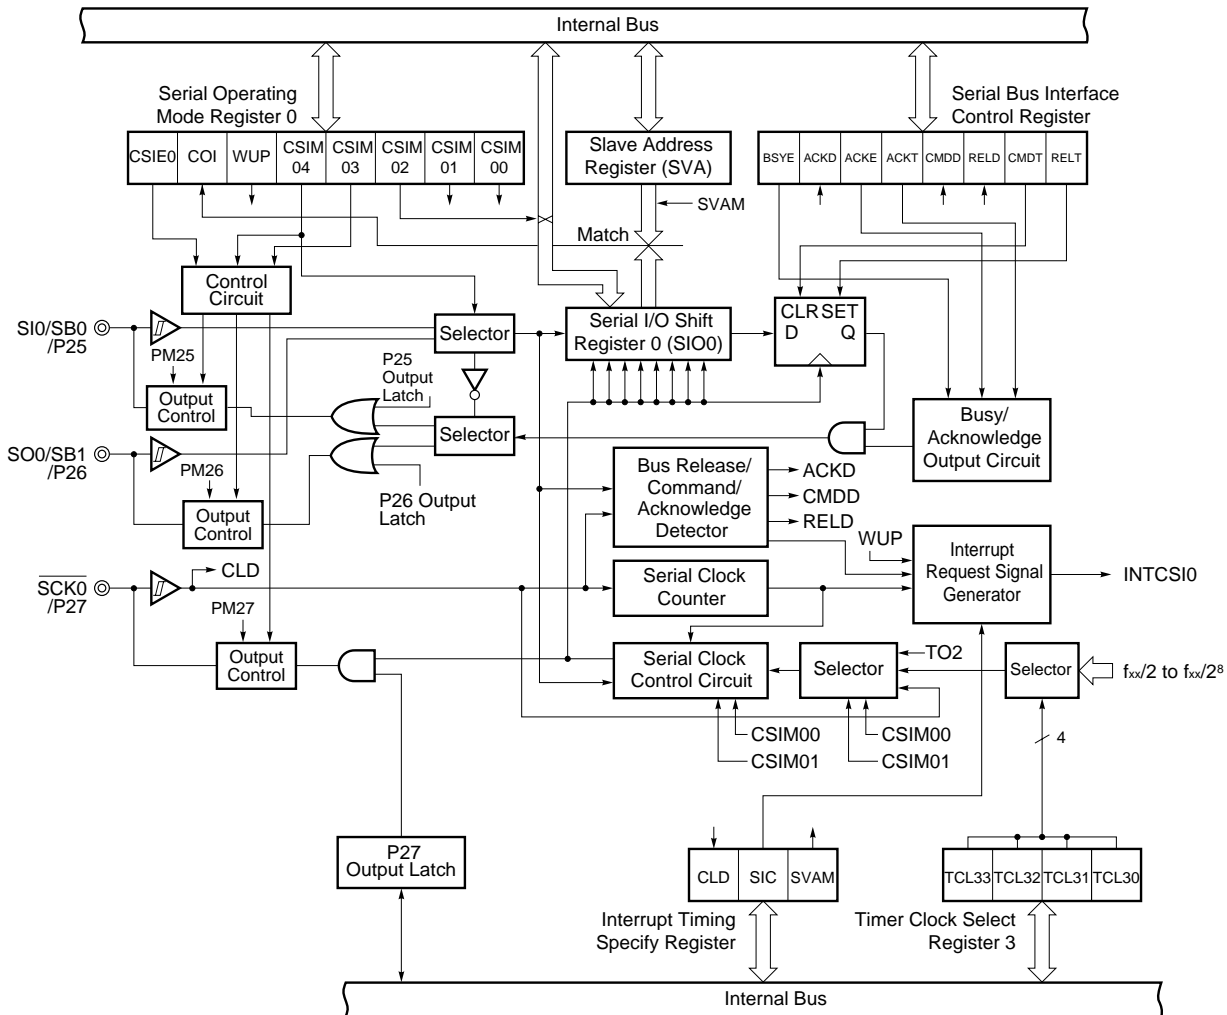 Internal Bus
Serial Operating
Mode Register 0
Serial Bus Interface
Control Register
CSIE0
COI
WUP
CSIM
04
CSIM
03
CSIM
02
CSIM
01
CSIM
00
Slave Address
Register (SVA)
BSYE
ACKD
ACKE
ACKT
CMDD
RELD
CMDT
RELT
SVAM
Match
Control
Circuit
SI0/SB0
/P25
PM25
Output
Control
P25
Output
Latch
Selector
Serial I/O Shift
Register 0 (SIO0)
CLR SET
D
Q
Selector
SO0/SB1
/P26
PM26
Output
Control
P26 Output
Latch
Busy/
Acknowledge
Output Circuit
Bus Release/
Command/
Acknowledge
Detector
ACKD
CMDD
RELD
WUP
Interrupt
Request Signal
Generator
INTCSI0
SCK0
/P27
CLD
PM27
Output
Control
Serial Clock
Counter
Serial Clock
Control Circuit
Selector
TO2
Selector
fxx/2 to fxx/2⁸
CSIM00
CSIM01
CSIM00
CSIM01
4
P27
Output Latch
CLD
SIC
SVAM
TCL33
TCL32
TCL31
TCL30
Interrupt Timing
Specify Register
Timer Clock Select
Register 3
Internal Bus